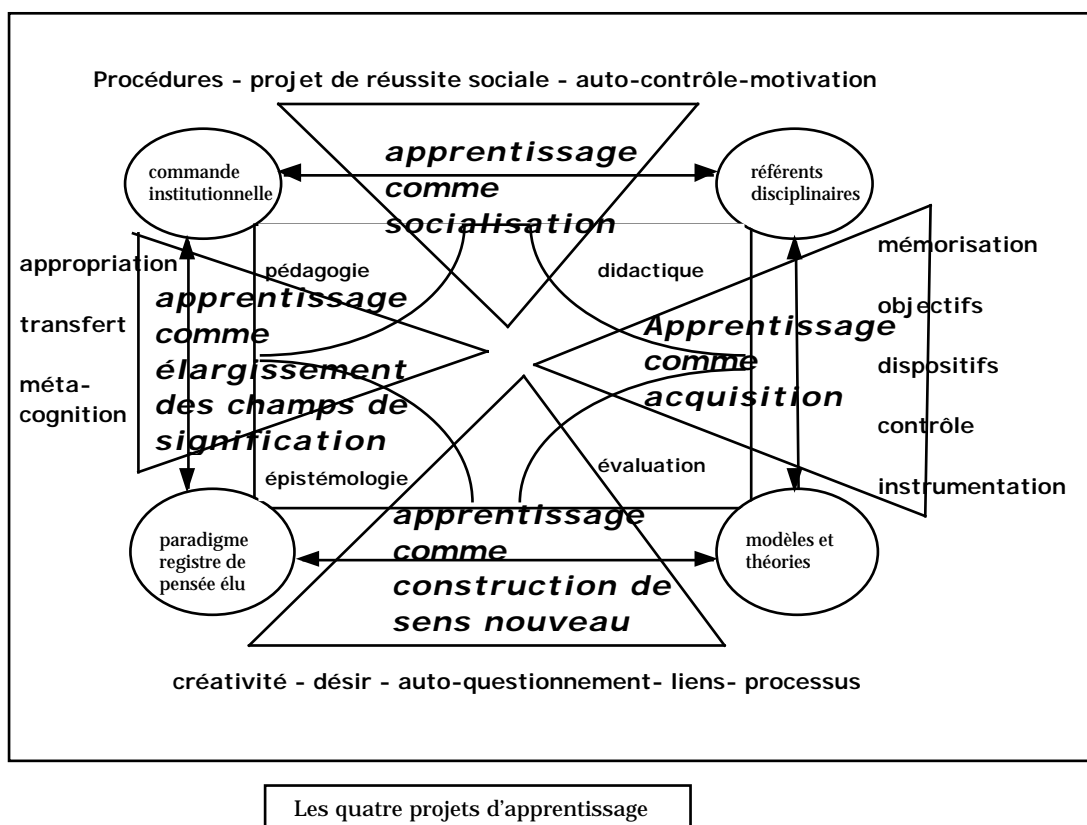 Procédures - projet de réussite sociale - auto-contrôle-motivation
commande
institutionnelle
apprentissage
comme
socialisation
référents
disciplinaires
appropriation
transfert
méta-
cognition
pédagogie
apprentissage
comme
élargissement
des champs de
signification
épistémologie
didactique
Apprentissage
comme
acquisition
évaluation
mémorisation
objectifs
dispositifs
contrôle
instrumentation
paradigme
registre de
pensée élu
apprentissage
comme
construction de
sens nouveau
modèles et
théories
créativité - désir - auto-questionnement- liens- processus
Les quatre projets d'apprentissage